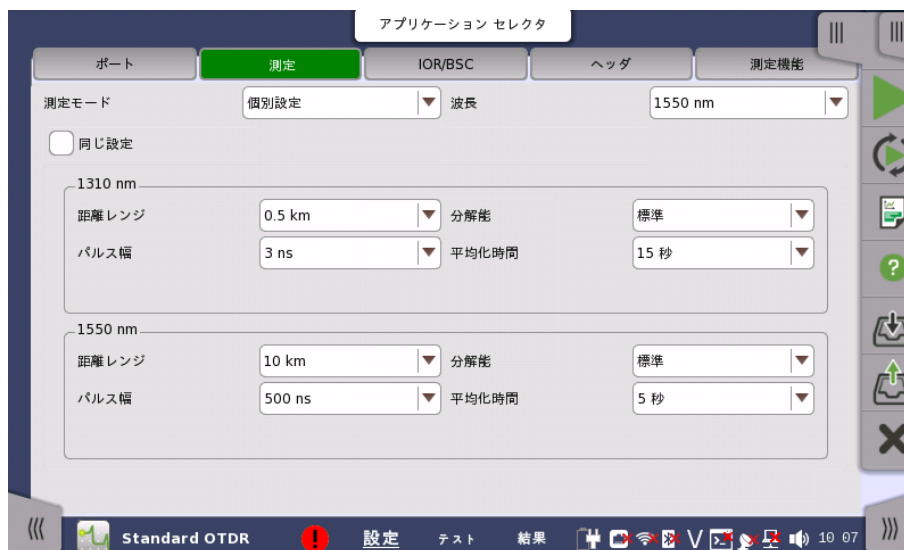 アプリケーション セレクタ
ポート 測定 IOR/BSC ヘッダ 測定機能
測定モード 個別設定 波長 1550 nm
同じ設定
1310 nm
距離レンジ 0.5 km 分解能 標準
パルス幅 3 ns 平均化時間 15 秒
1550 nm
距離レンジ 10 km 分解能 標準
パルス幅 500 ns 平均化時間 5 秒
Standard OTDR 設定 テスト 結果 10 07